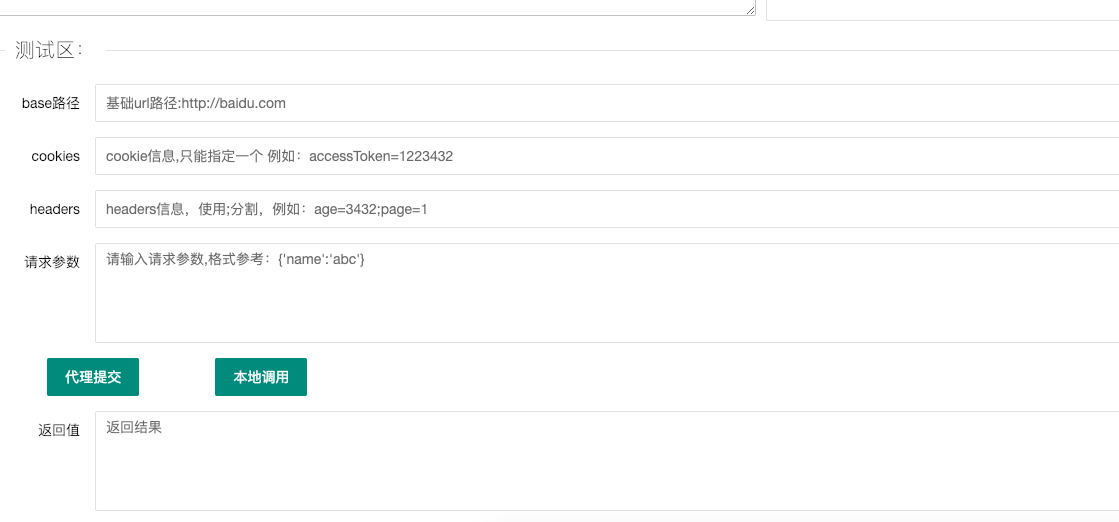 测试区：
base路径
基础url路径:http://baidu.com
cookies
cookie信息,只能指定一个 例如：accessToken=1223432
headers
headers信息，使用;分割，例如：age=3432;page=1
请求参数
请输入请求参数,格式参考：{'name':'abc'}
代理提交
本地调用
返回值
返回结果